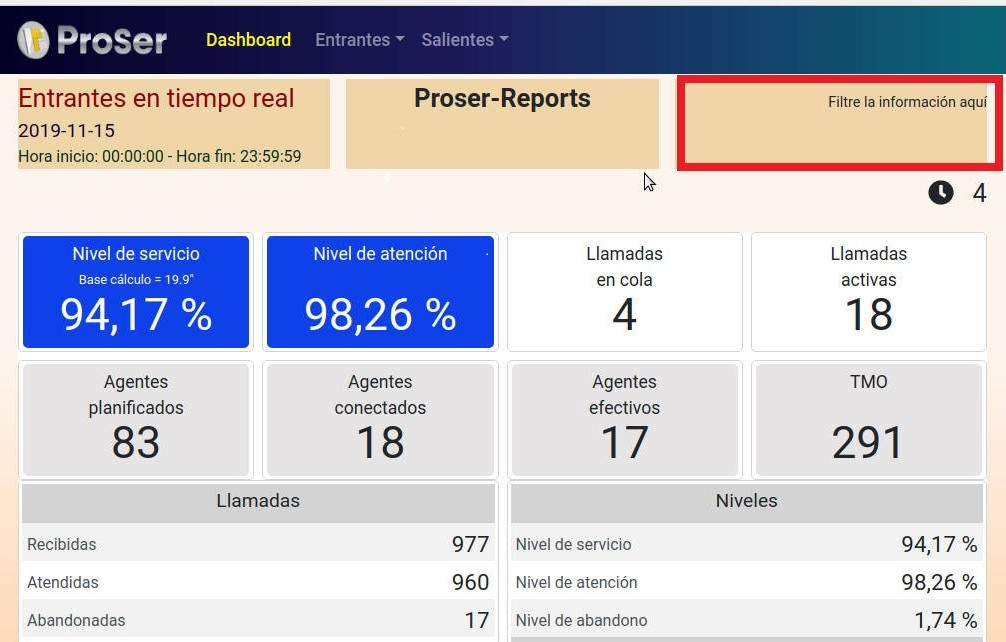 ProSer
Dashboard Entrantes Salientes
Entrantes en tiempo real
2019-11-15
Hora inicio: 00:00:00 - Hora fin: 23:59:59
Proser-Reports
Filtre la información aquí
4
Nivel de servicio
Base cálculo = 19.9"
94,17 %
Nivel de atención
98,26 %
Llamadas
en cola
4
Llamadas
activas
18
Agentes
planificados
83
Agentes
conectados
18
Agentes
efectivos
17
TMO
291
Llamadas
Recibidas 977
Atendidas 960
Abandonadas 17
Niveles
Nivel de servicio 94,17 %
Nivel de atención 98,26 %
Nivel de abandono 1,74 %